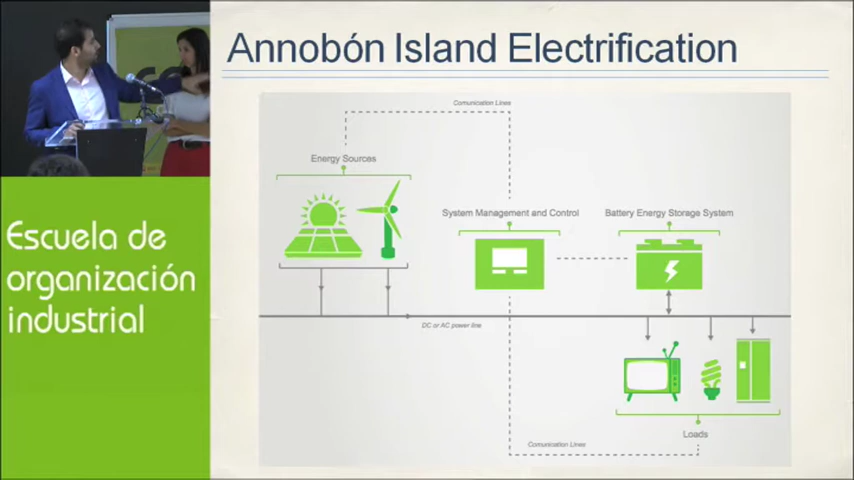 Annobón Island Electrification
Comunication Lines
Energy Sources
System Management and Control
Battery Energy Storage System
DC or AC power line
Loads
Comunication Lines
Escuela de
organización
industrial